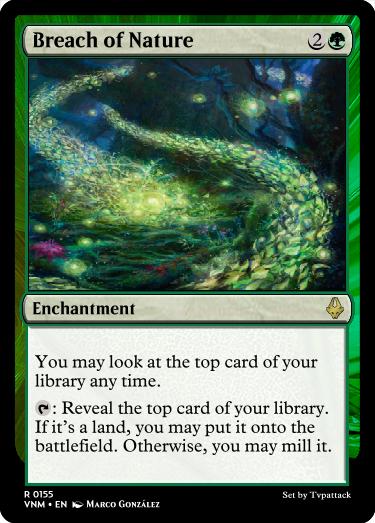 Breach of Nature 2
Enchantment
You may look at the top card of your
library any time.
: Reveal the top card of your library.
If it's a land, you may put it onto the
battlefield. Otherwise, you may mill it.
R 0155
VNM • EN Marco González
Set by Tvpattack